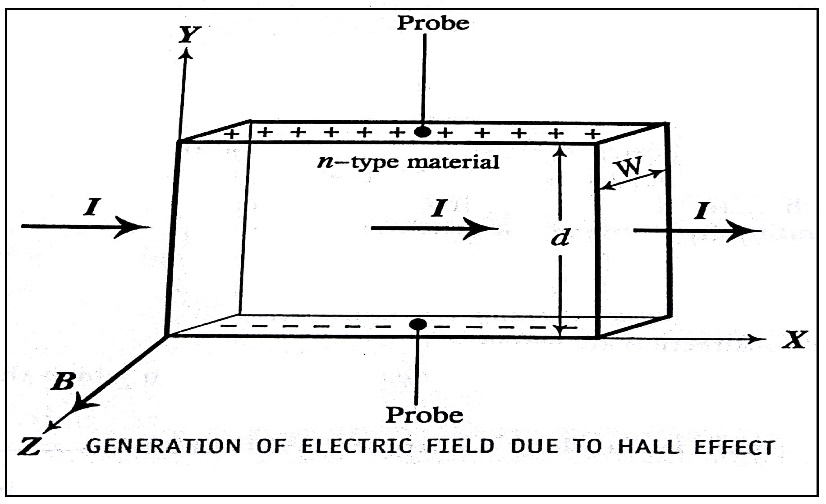 Probe
Y
+ + + + + + + + + + +
n-type material
W
I
I
d
I
X
B
− − − − − − − − − − −
Probe
Z
GENERATION OF ELECTRIC FIELD DUE TO HALL EFFECT